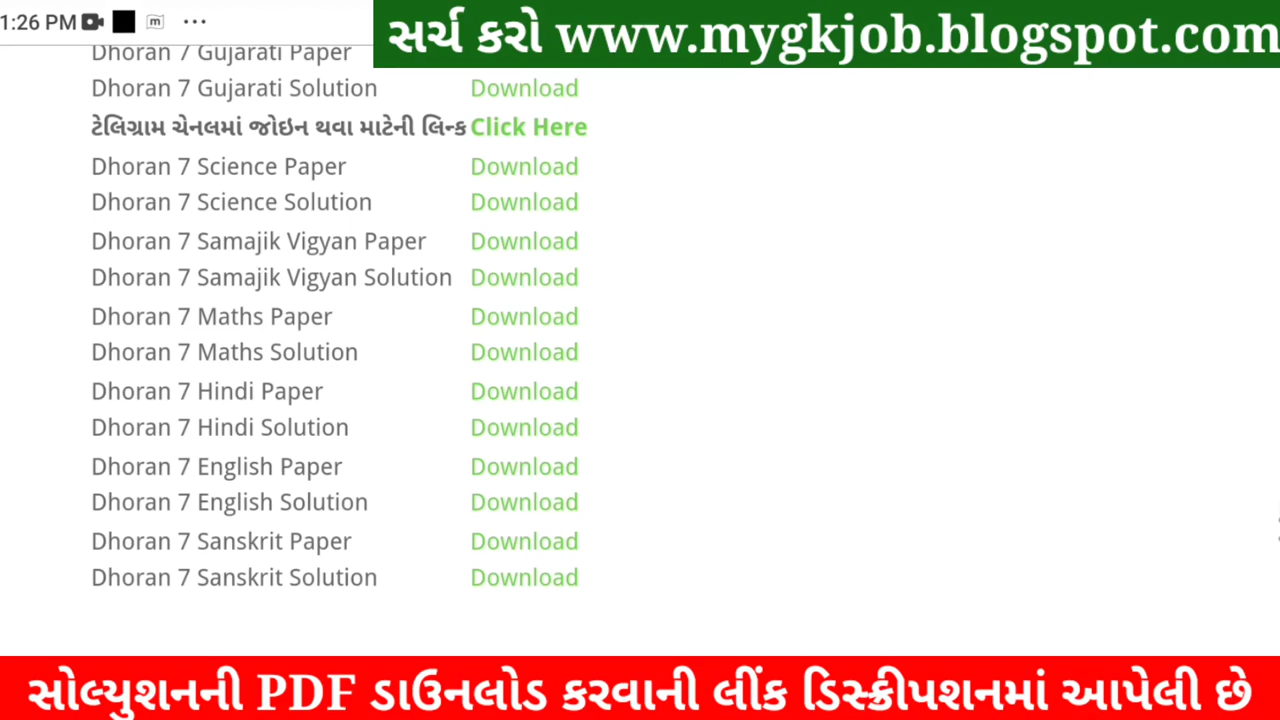 1:26 PM
સર્ચ કરો www.mygkjob.blogspot.com
Dhoran 7 Gujarati Paper
Dhoran 7 Gujarati Solution Download
ટેલિગ્રામ ચેનલમાં જોઇન થવા માટેની લિન્ક Click Here
Dhoran 7 Science Paper Download
Dhoran 7 Science Solution Download
Dhoran 7 Samajik Vigyan Paper Download
Dhoran 7 Samajik Vigyan Solution Download
Dhoran 7 Maths Paper Download
Dhoran 7 Maths Solution Download
Dhoran 7 Hindi Paper Download
Dhoran 7 Hindi Solution Download
Dhoran 7 English Paper Download
Dhoran 7 English Solution Download
Dhoran 7 Sanskrit Paper Download
Dhoran 7 Sanskrit Solution Download
સોલ્યુશનની PDF ડાઉનલોડ કરવાની લીંક ડિસ્ક્રીપશનમાં આપેલી છે